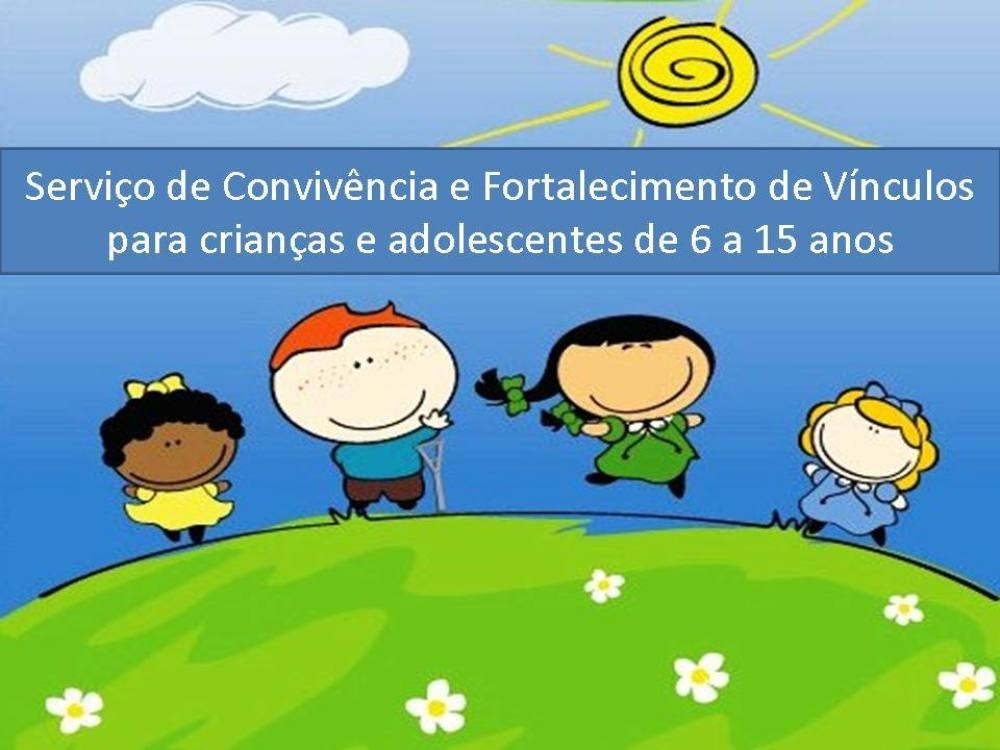 Serviço de Convivência e Fortalecimento de Vínculos
para crianças e adolescentes de 6 a 15 anos